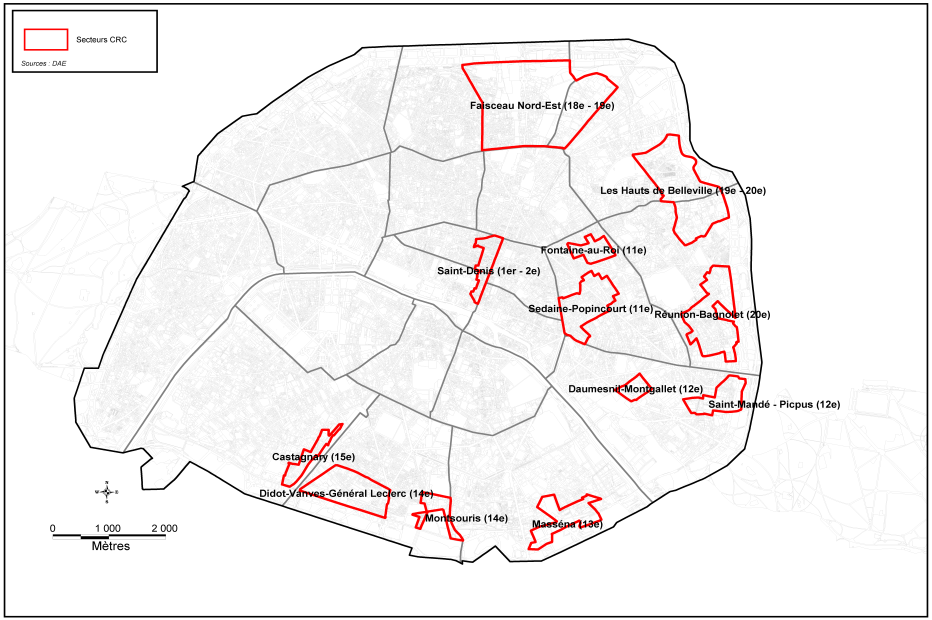 Secteurs CRC
Sources : DAE
Faisceau Nord-Est (18e - 19e)
Les Hauts de Belleville (19e - 20e)
Fontaine-au-Roi (11e)
Saint-Denis (1er - 2e)
Sedaine-Popincourt (11e)
Réunion-Bagnolet (20e)
Daumesnil-Montgallet (12e)
Saint-Mandé - Picpus (12e)
Castagnary (15e)
Didot-Vanves-Général Leclerc (14e)
Montsouris (14e)
Masséna (13e)
N
W E
S
0 1 000 2 000
Mètres